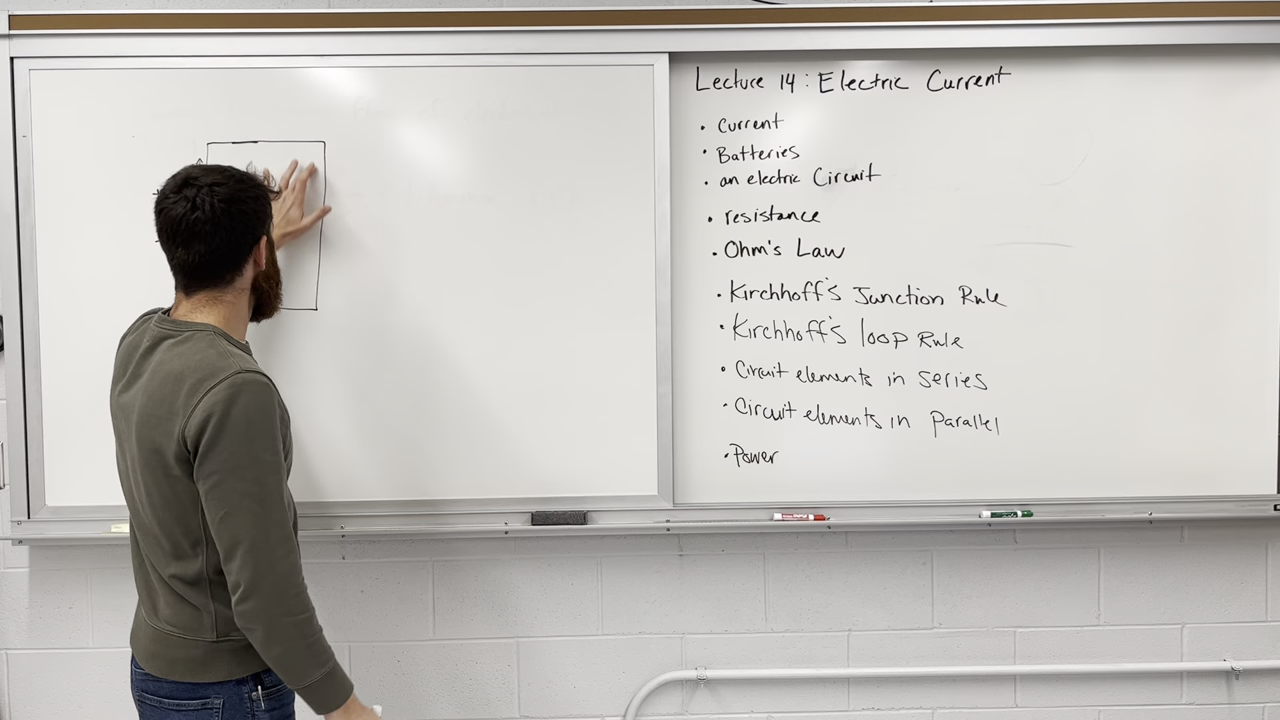 Lecture 14: Electric Current
• Current
• Batteries
• an electric Circuit
• resistance
• Ohm's Law
• Kirchhoff's Junction Rule
• Kirchhoff's loop Rule
• Circuit elements in series
• Circuit elements in Parallel
• Power